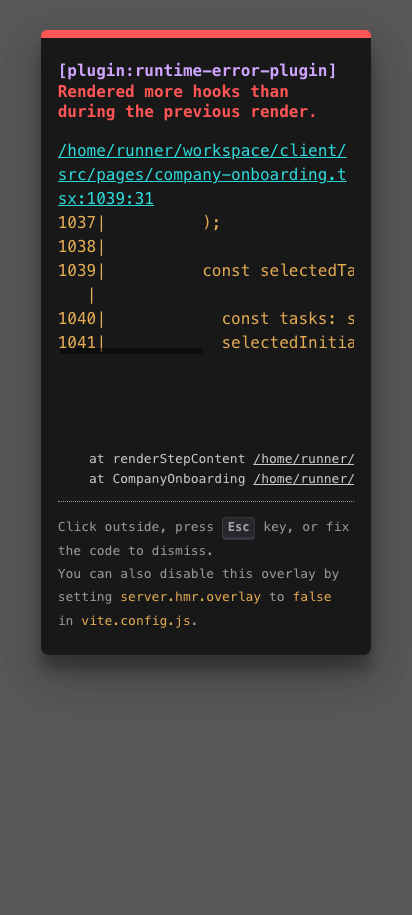 [plugin:runtime-error-plugin]
Rendered more hooks than
during the previous render.
/home/runner/workspace/client/
src/pages/company-onboarding.t
sx:1039:31
1037|          );
1038|
1039|          const selectedTa
   |
1040|            const tasks: s
1041|            selectedInitia
at renderStepContent /home/runner/
at CompanyOnboarding /home/runner/
Click outside, press Esc key, or fix
the code to dismiss.
You can also disable this overlay by
setting server.hmr.overlay to false
in vite.config.js.